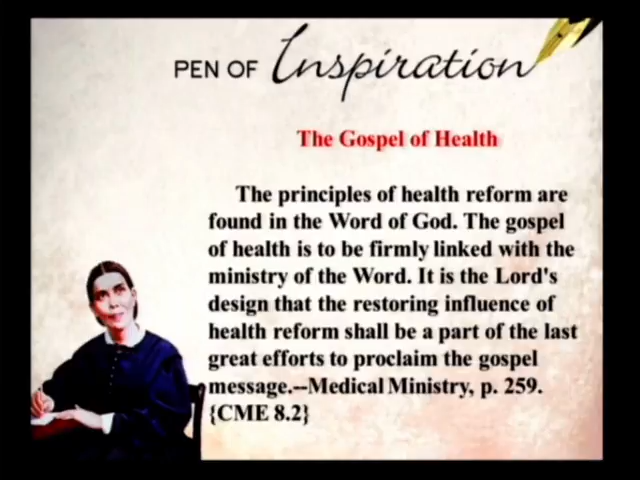 PEN OF Inspiration
The Gospel of Health
The principles of health reform are
found in the Word of God. The gospel
of health is to be firmly linked with the
ministry of the Word. It is the Lord's
design that the restoring influence of
health reform shall be a part of the last
great efforts to proclaim the gospel
message.--Medical Ministry, p. 259.
{CME 8.2}